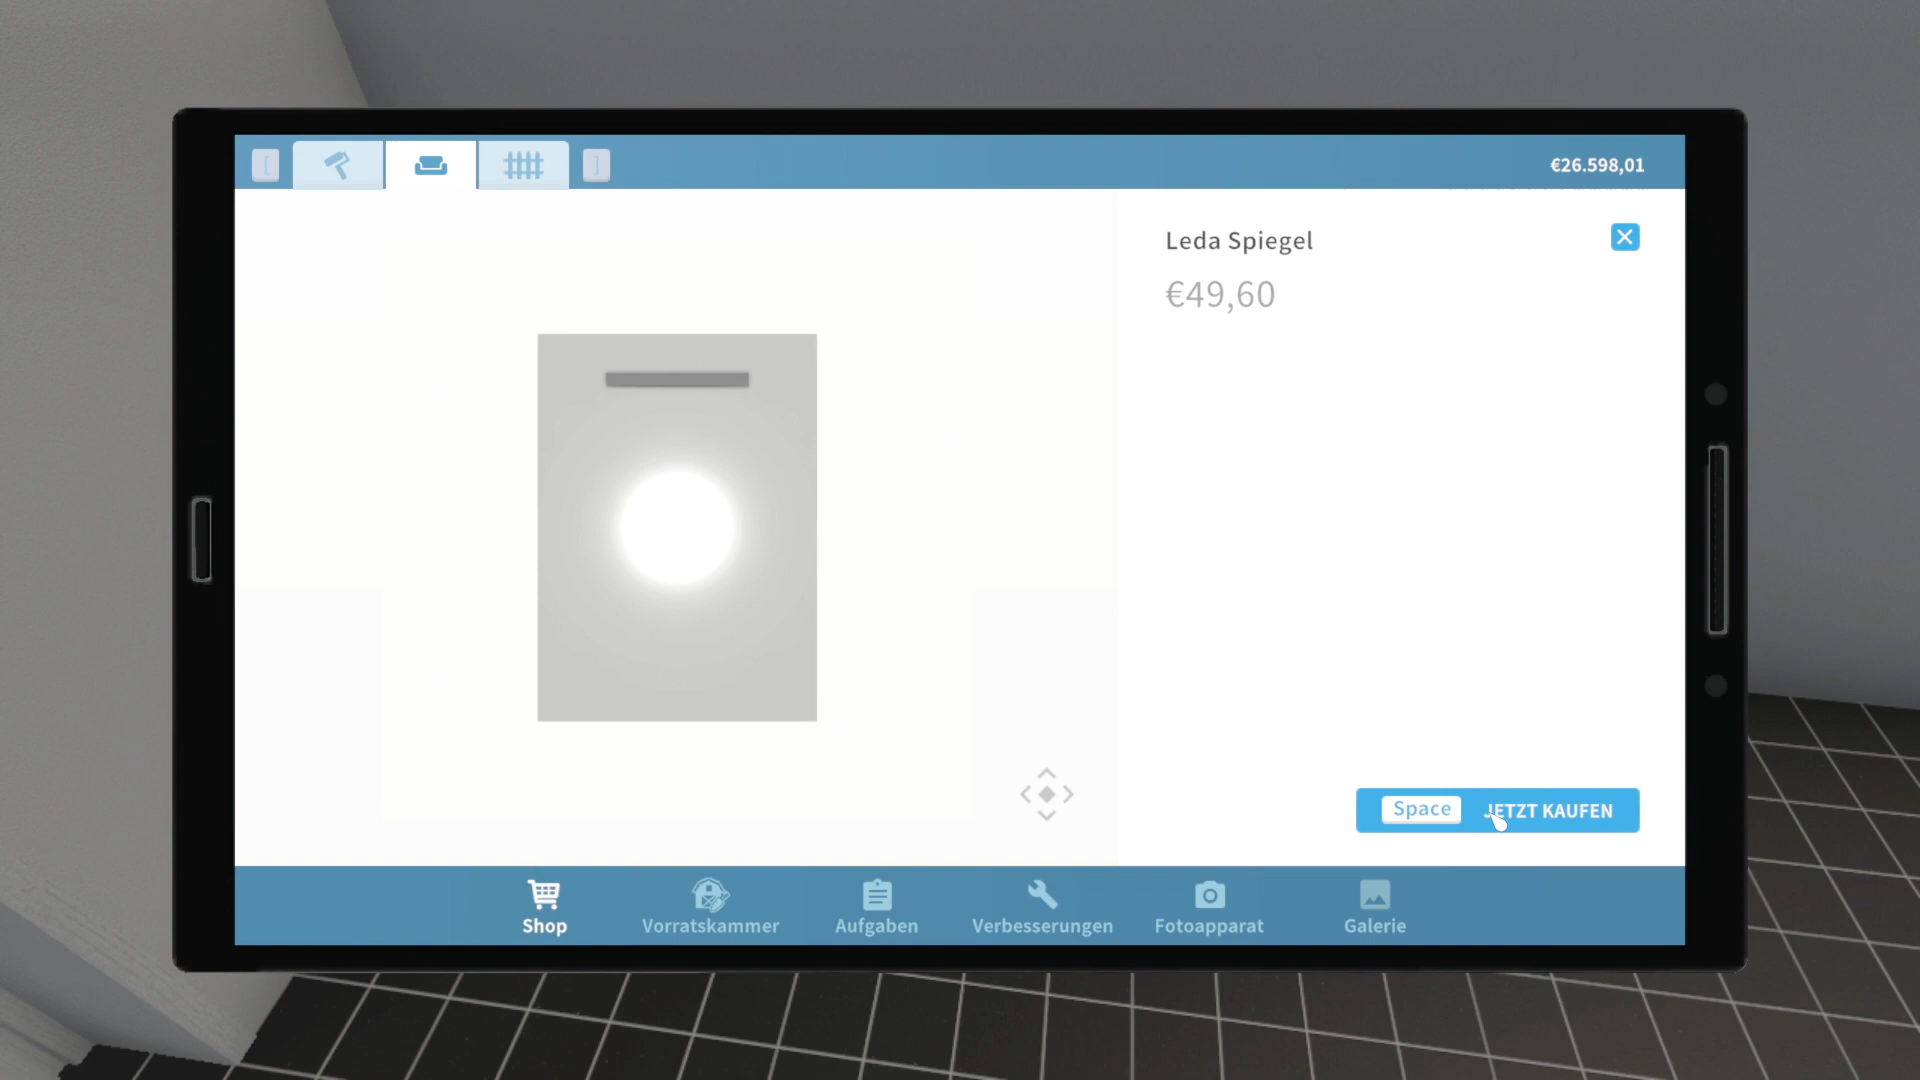 [
]
€26.598,01
Leda Spiegel
€49,60
Space JETZT KAUFEN
Shop
Vorratskammer
Aufgaben
Verbesserungen
Fotoapparat
Galerie